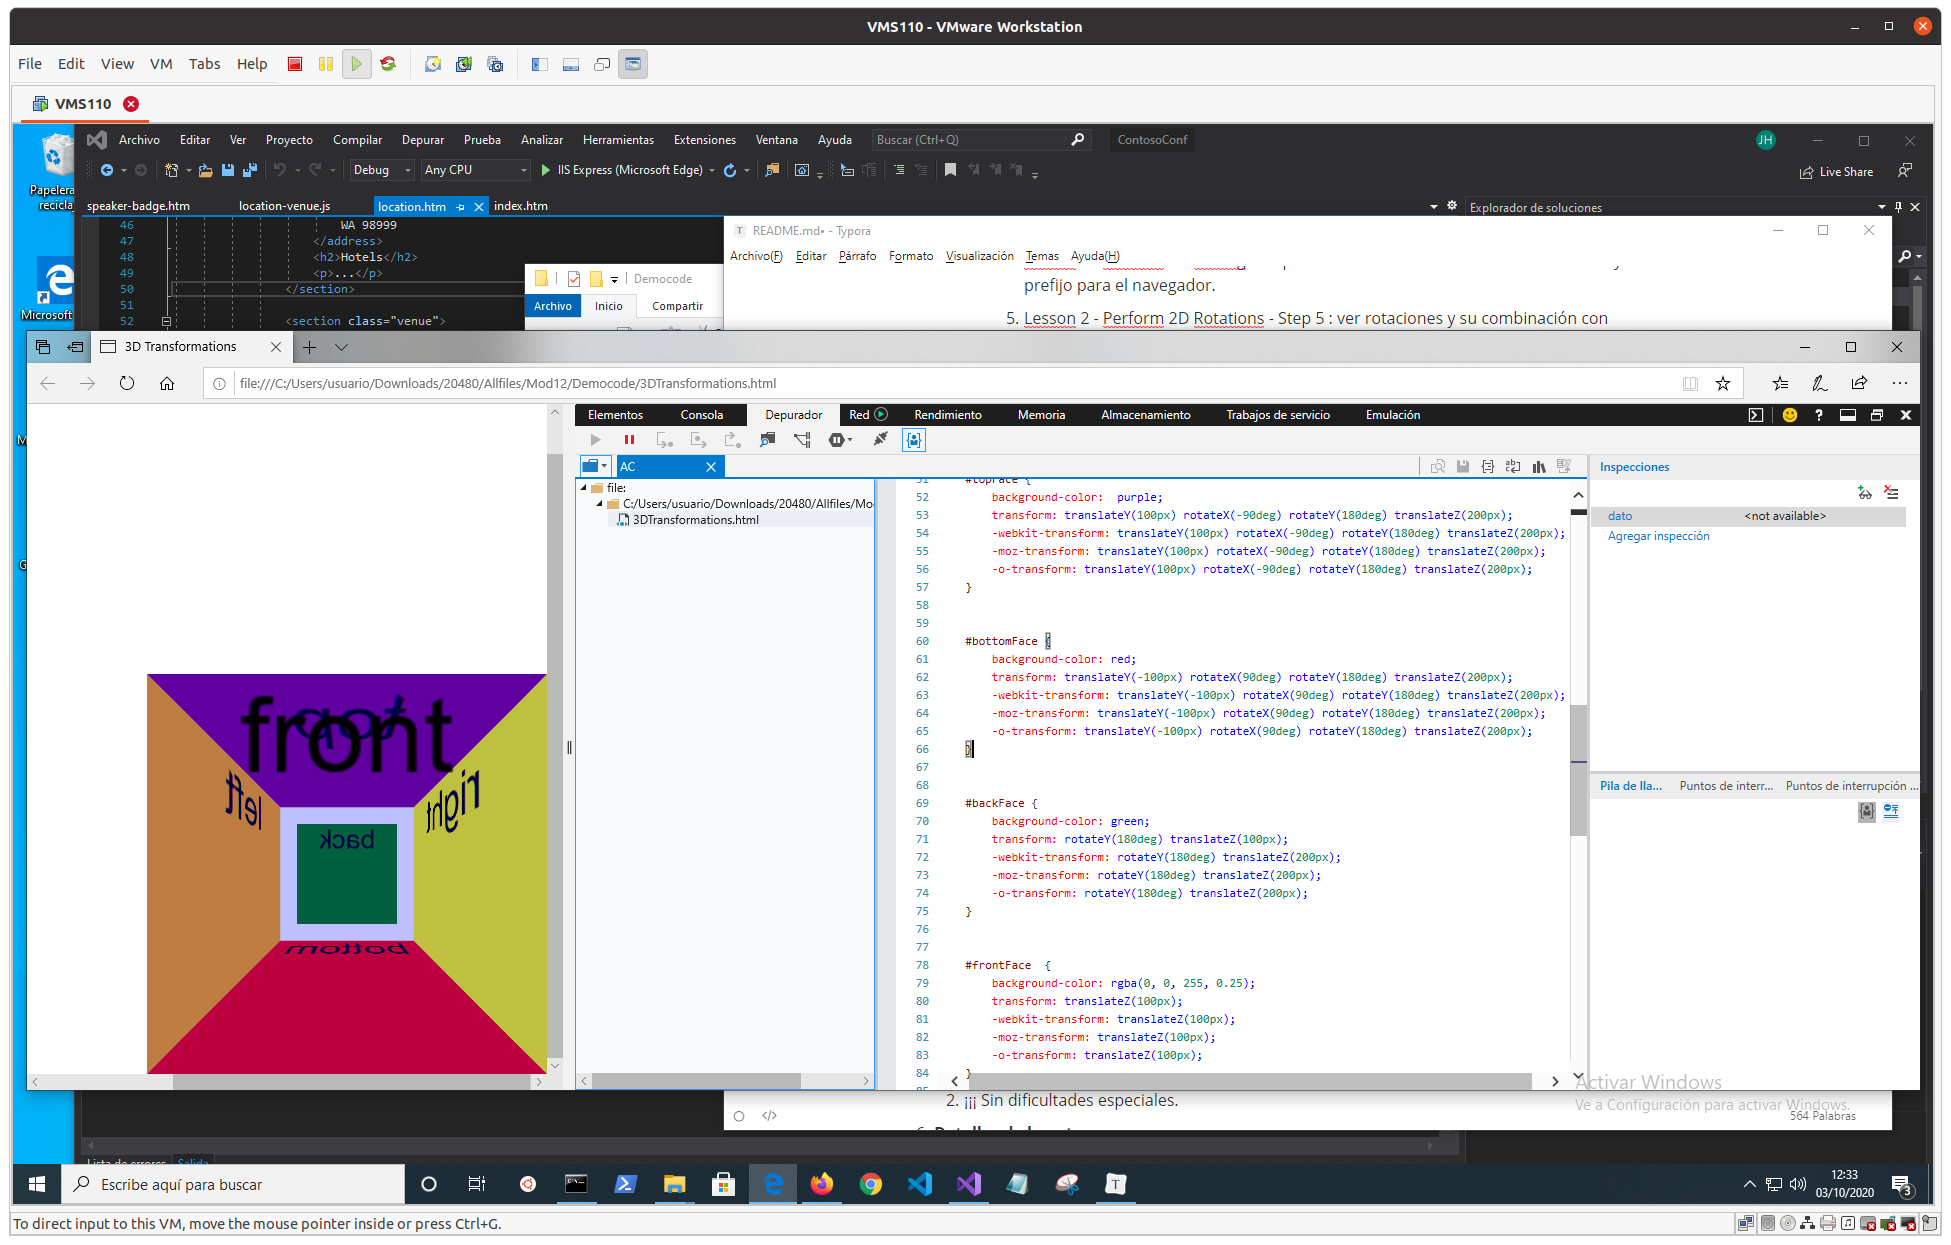 VMS110 - VMware Workstation
File Edit View VM Tabs Help
VMS110
Archivo Editar Ver Proyecto Compilar Depurar Prueba Analizar Herramientas Extensiones Ventana Ayuda Buscar (Ctrl+Q) ContosoConf JH
Debug Any CPU IIS Express (Microsoft Edge) Live Share
Papelera
recicla
Microsoft
speaker-badge.htm location-venue.js location.htm index.htm Explorador de soluciones
46 WA 98999
47 </address>
48 <h2>Hotels</h2>
49 <p>...</p>
50 </section>
51
52 <section class="venue">
README.md• - Typora
Archivo(F) Editar Párrafo Formato Visualización Temas Ayuda(H)
prefijo para el navegador.
5. Lesson 2 - Perform 2D Rotations - Step 5 : ver rotaciones y su combinación con
Democode
Archivo Inicio Compartir
3D Transformations
file:///C:/Users/usuario/Downloads/20480/Allfiles/Mod12/Democode/3DTransformations.html
Elementos Consola Depurador Red Rendimiento Memoria Almacenamiento Trabajos de servicio Emulación
AC
file:
C:/Users/usuario/Downloads/20480/Allfiles/Mo
3DTransformations.html
front
top
left
right
back
bottom
51 #topFace {
52 background-color: purple;
53 transform: translateY(100px) rotateX(-90deg) rotateY(180deg) translateZ(200px);
54 -webkit-transform: translateY(100px) rotateX(-90deg) rotateY(180deg) translateZ(200px);
55 -moz-transform: translateY(100px) rotateX(-90deg) rotateY(180deg) translateZ(200px);
56 -o-transform: translateY(100px) rotateX(-90deg) rotateY(180deg) translateZ(200px);
57 }
58
59
60 #bottomFace {
61 background-color: red;
62 transform: translateY(-100px) rotateX(90deg) rotateY(180deg) translateZ(200px);
63 -webkit-transform: translateY(-100px) rotateX(90deg) rotateY(180deg) translateZ(200px);
64 -moz-transform: translateY(-100px) rotateX(90deg) rotateY(180deg) translateZ(200px);
65 -o-transform: translateY(-100px) rotateX(90deg) rotateY(180deg) translateZ(200px);
66 }
67
68
69 #backFace {
70 background-color: green;
71 transform: rotateY(180deg) translateZ(100px);
72 -webkit-transform: rotateY(180deg) translateZ(200px);
73 -moz-transform: rotateY(180deg) translateZ(200px);
74 -o-transform: rotateY(180deg) translateZ(200px);
75 }
76
77
78 #frontFace {
79 background-color: rgba(0, 0, 255, 0.25);
80 transform: translateZ(100px);
81 -webkit-transform: translateZ(100px);
82 -moz-transform: translateZ(100px);
83 -o-transform: translateZ(100px);
84 }
Inspecciones
dato <not available>
Agregar inspección
Pila de lla... Puntos de interr... Puntos de interrupción ...
Activar Windows
Ve a Configuración para activar Windows.
2. ¡¡¡ Sin dificultades especiales.
564 Palabras
Lista de errores Salida
Escribe aquí para buscar
12:33
03/10/2020
3
To direct input to this VM, move the mouse pointer inside or press Ctrl+G.